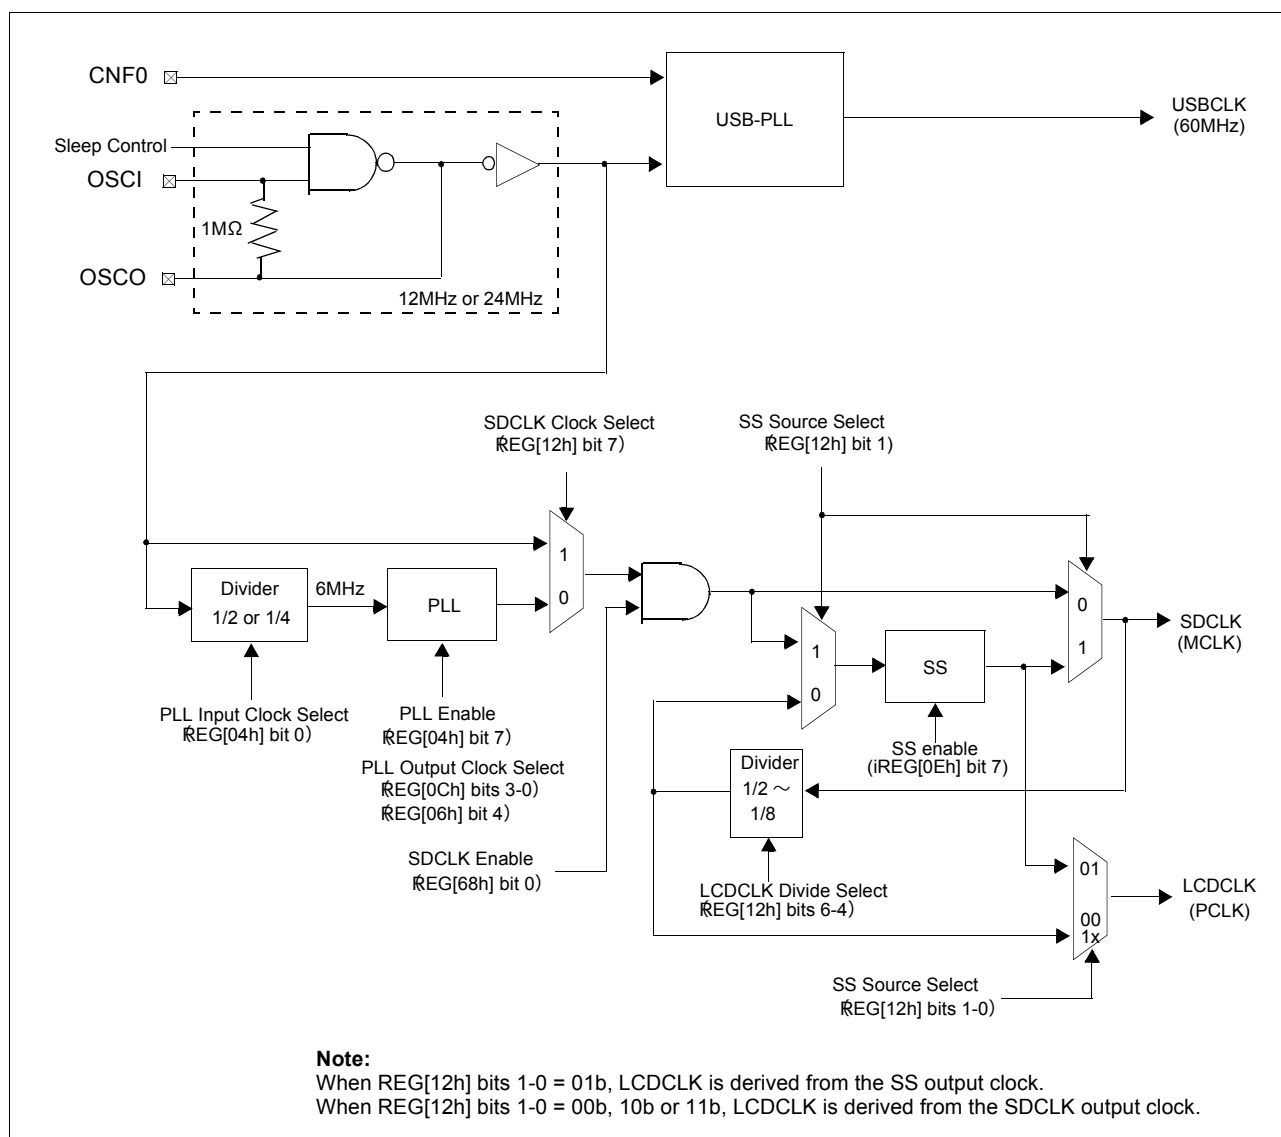 CNF0
USB-PLL
USBCLK
(60MHz)
Sleep Control
OSCI
1MΩ
OSCO
12MHz or 24MHz
SDCLK Clock Select
(REG[12h] bit 7)
SS Source Select
(REG[12h] bit 1)
1
0
Divider
1/2 or 1/4
6MHz
PLL
0
1
SDCLK
(MCLK)
1
0
SS
PLL Input Clock Select
(REG[04h] bit 0)
PLL Enable
(REG[04h] bit 7)
SS enable
(iREG[0Eh] bit 7)
PLL Output Clock Select
(REG[0Ch] bits 3-0)
(REG[06h] bit 4)
Divider
1/2 ～
1/8
SDCLK Enable
(REG[68h] bit 0)
LCDCLK Divide Select
(REG[12h] bits 6-4)
01
00
1x
LCDCLK
(PCLK)
SS Source Select
(REG[12h] bits 1-0)
Note:
When REG[12h] bits 1-0 = 01b, LCDCLK is derived from the SS output clock.
When REG[12h] bits 1-0 = 00b, 10b or 11b, LCDCLK is derived from the SDCLK output clock.